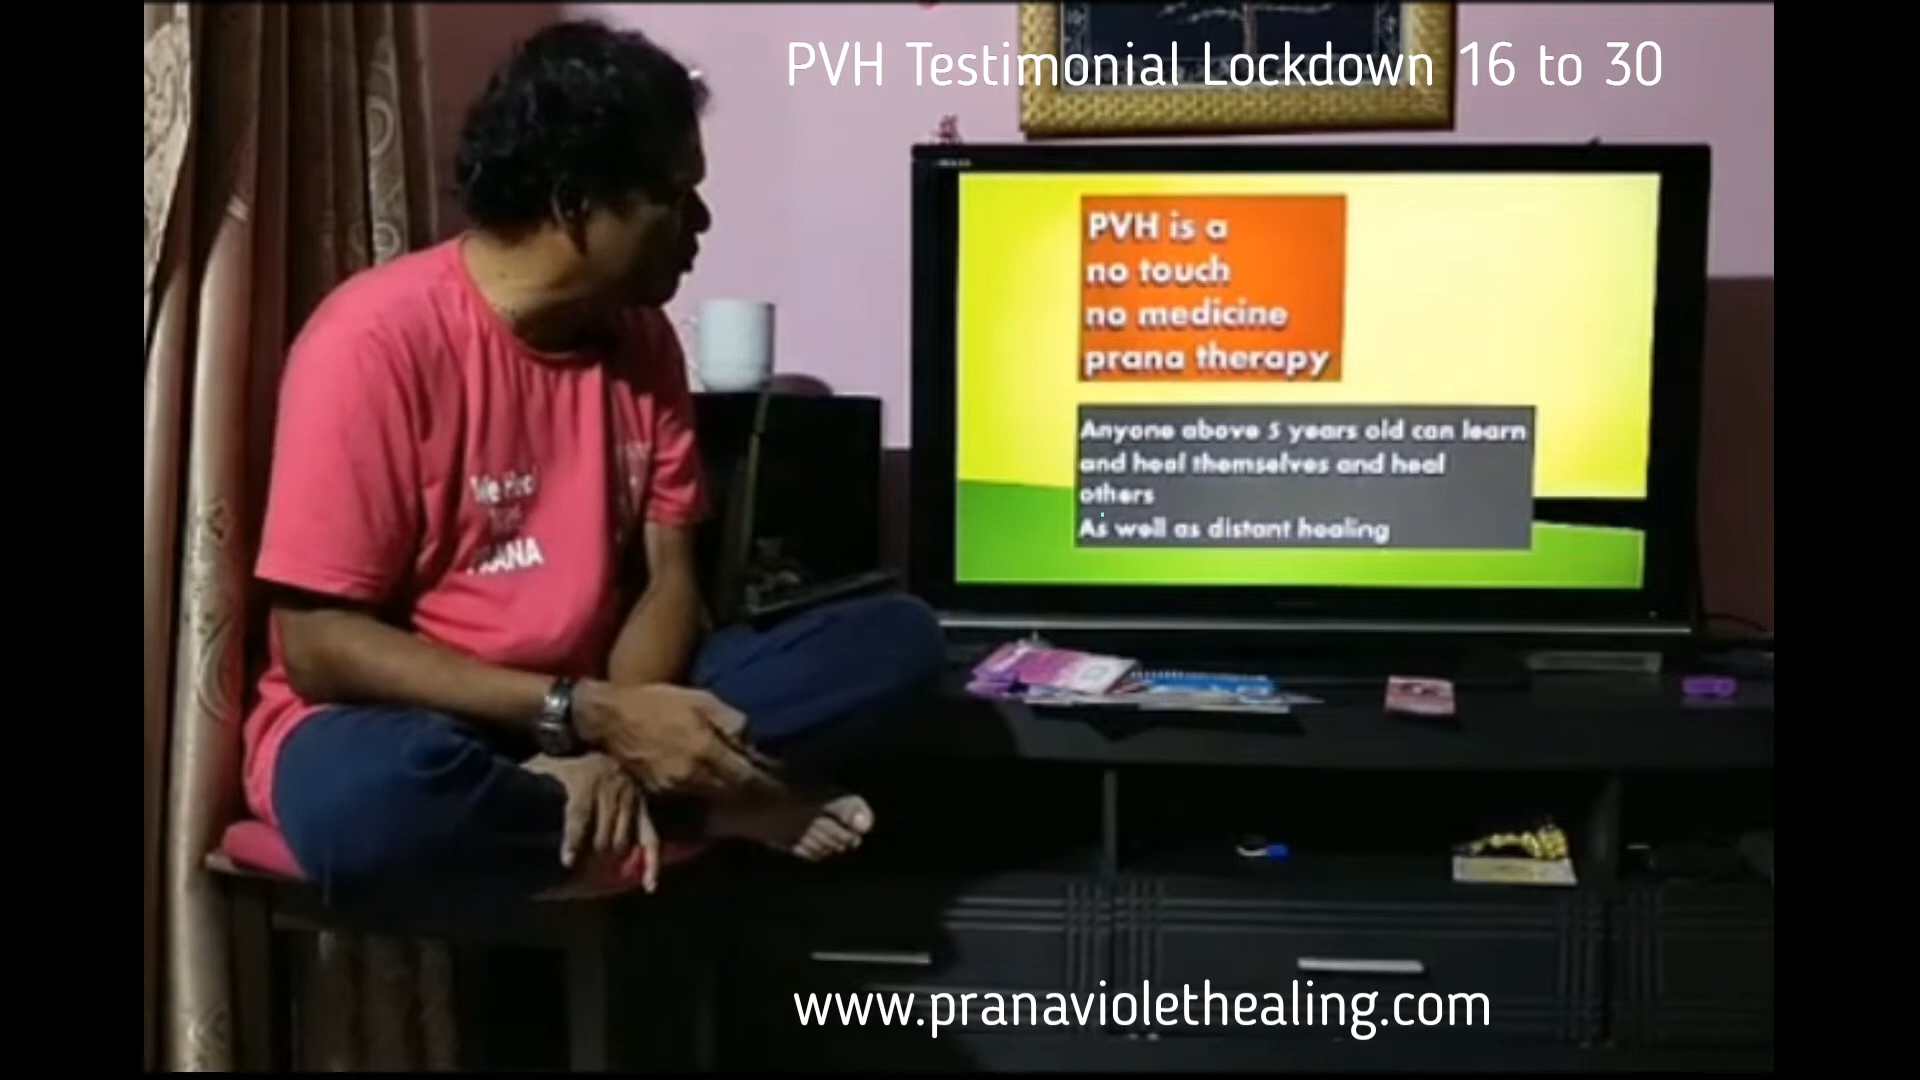 PVH Testimonial Lockdown 16 to 30
PVH is a
no touch
no medicine
prana therapy
Anyone above 5 years old can learn
and heal themselves and heal
others
As well as distant healing
We
www.pranaviolethealing.com